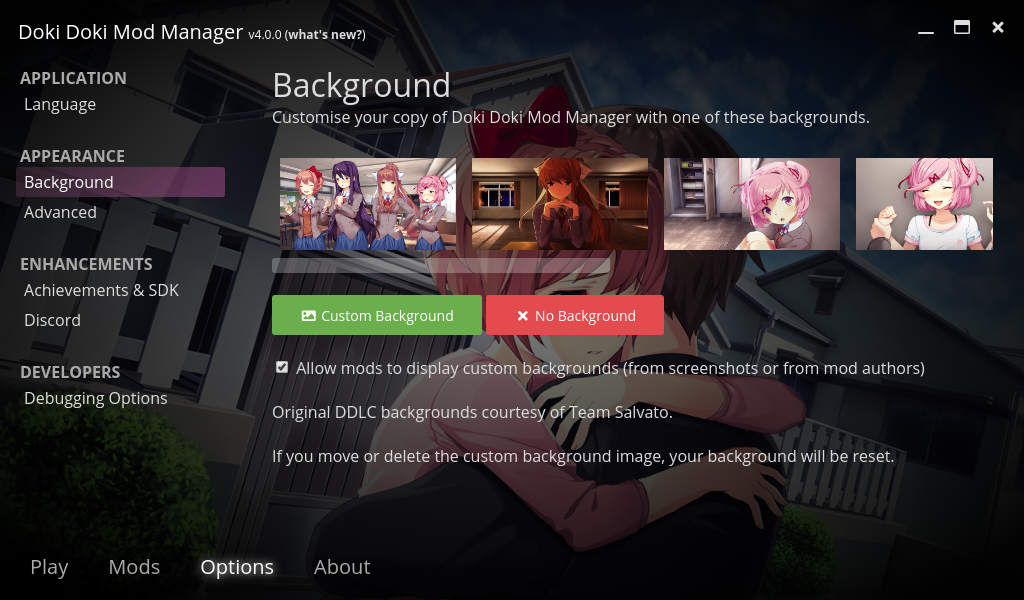 Doki Doki Mod Manager v4.0.0 (what's new?)
APPLICATION
Language
APPEARANCE
Background
Advanced
ENHANCEMENTS
Achievements & SDK
Discord
DEVELOPERS
Debugging Options
Background
Customise your copy of Doki Doki Mod Manager with one of these backgrounds.
Custom Background
No Background
Allow mods to display custom backgrounds (from screenshots or from mod authors)
Original DDLC backgrounds courtesy of Team Salvato.
If you move or delete the custom background image, your background will be reset.
Play Mods Options About